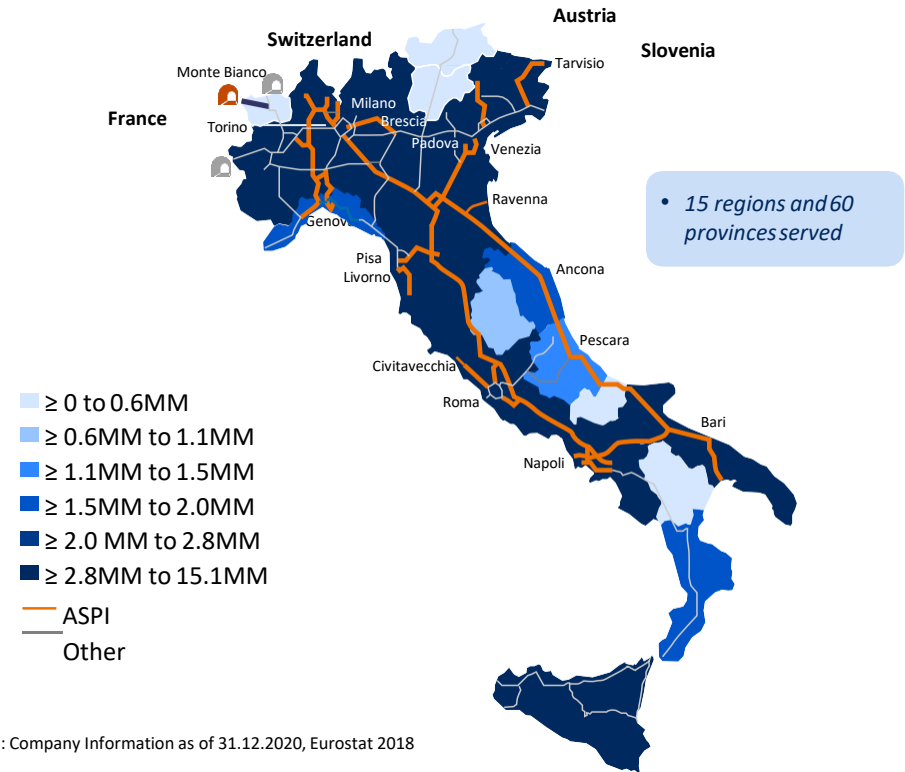 Austria
Switzerland
Slovenia
Monte Bianco
Tarvisio
France
Milano
Torino
Brescia
Padova
Venezia
• 15 regions and 60
provinces served
Ravenna
Genov
Pisa
Livorno
Ancona
Pescara
Civitavecchia
Roma
Bari
Napoli
≥ 0 to 0.6MM
≥ 0.6MM to 1.1MM
≥ 1.1MM to 1.5MM
≥ 1.5MM to 2.0MM
≥ 2.0 MM to 2.8MM
≥ 2.8MM to 15.1MM
ASPI
Other
: Company Information as of 31.12.2020, Eurostat 2018